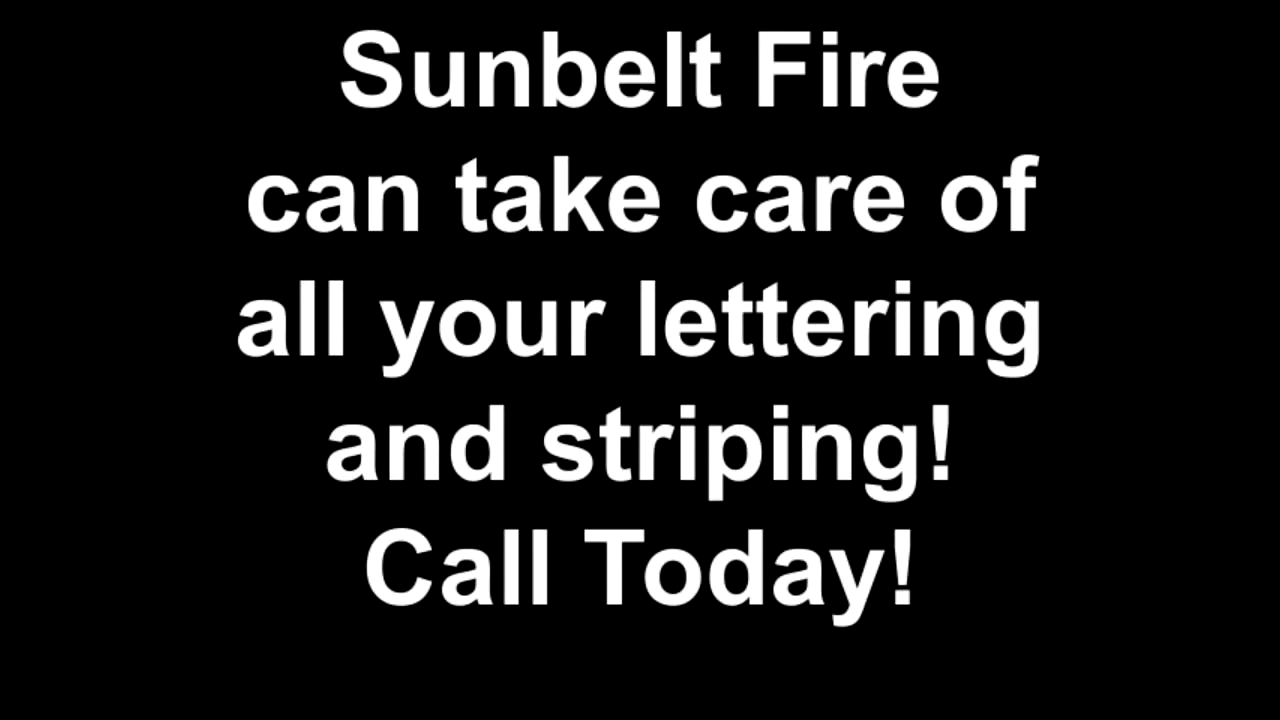 Sunbelt Fire
can take care of
all your lettering
and striping!
Call Today!